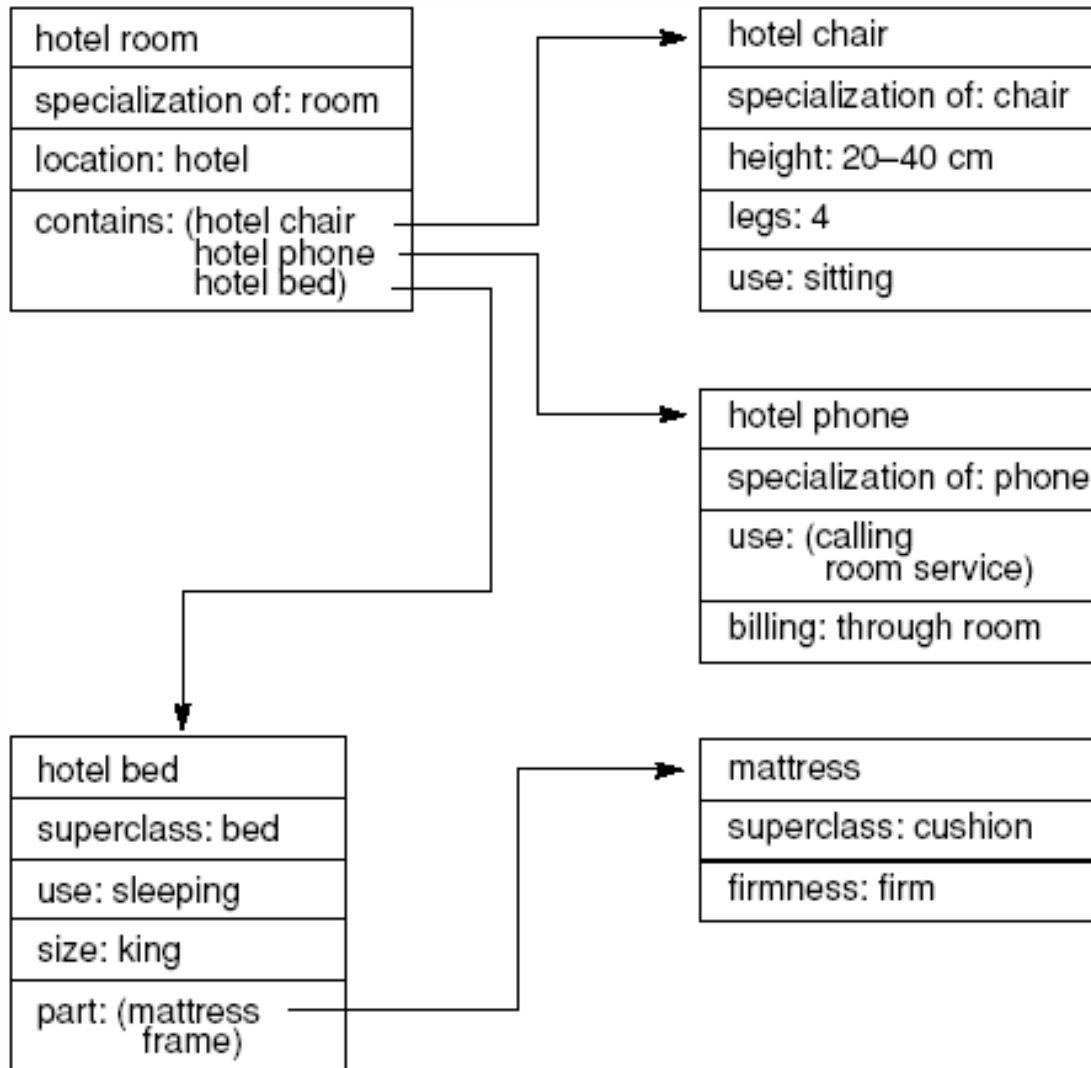 hotel room
specialization of: room
location: hotel
contains: (hotel chair
hotel phone
hotel bed)
hotel chair
specialization of: chair
height: 20–40 cm
legs: 4
use: sitting
hotel phone
specialization of: phone
use: (calling
room service)
billing: through room
hotel bed
superclass: bed
use: sleeping
size: king
part: (mattress
frame)
mattress
superclass: cushion
firmness: firm